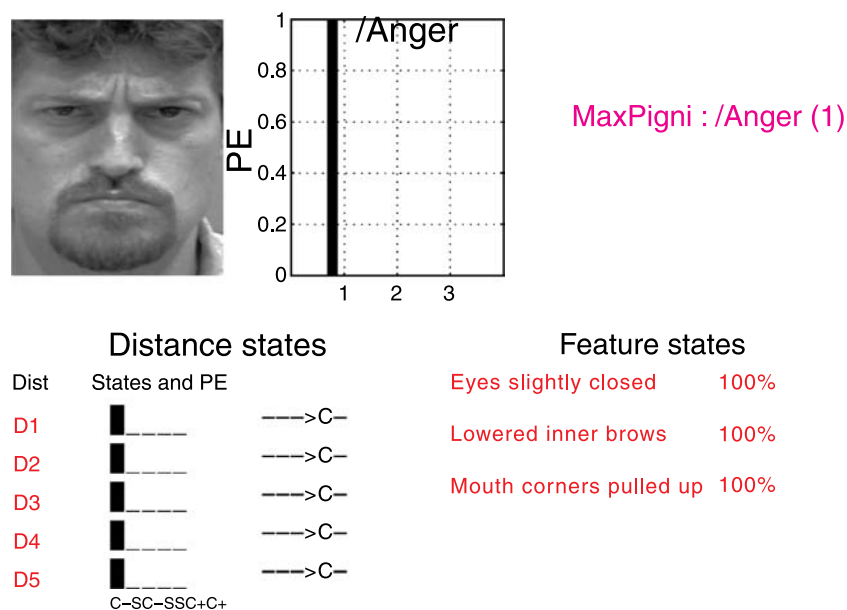 /Anger
1
0.8
0.6
0.4
0.2
0
PE
1 2 3
MaxPigni : /Anger (1)
Distance states
Dist States and PE
D1 −−−>C−
D2 −−−>C−
D3 −−−>C−
D4 −−−>C−
D5 −−−>C−
C−SC−SSC+C+
Feature states
Eyes slightly closed 100%
Lowered inner brows 100%
Mouth corners pulled up 100%